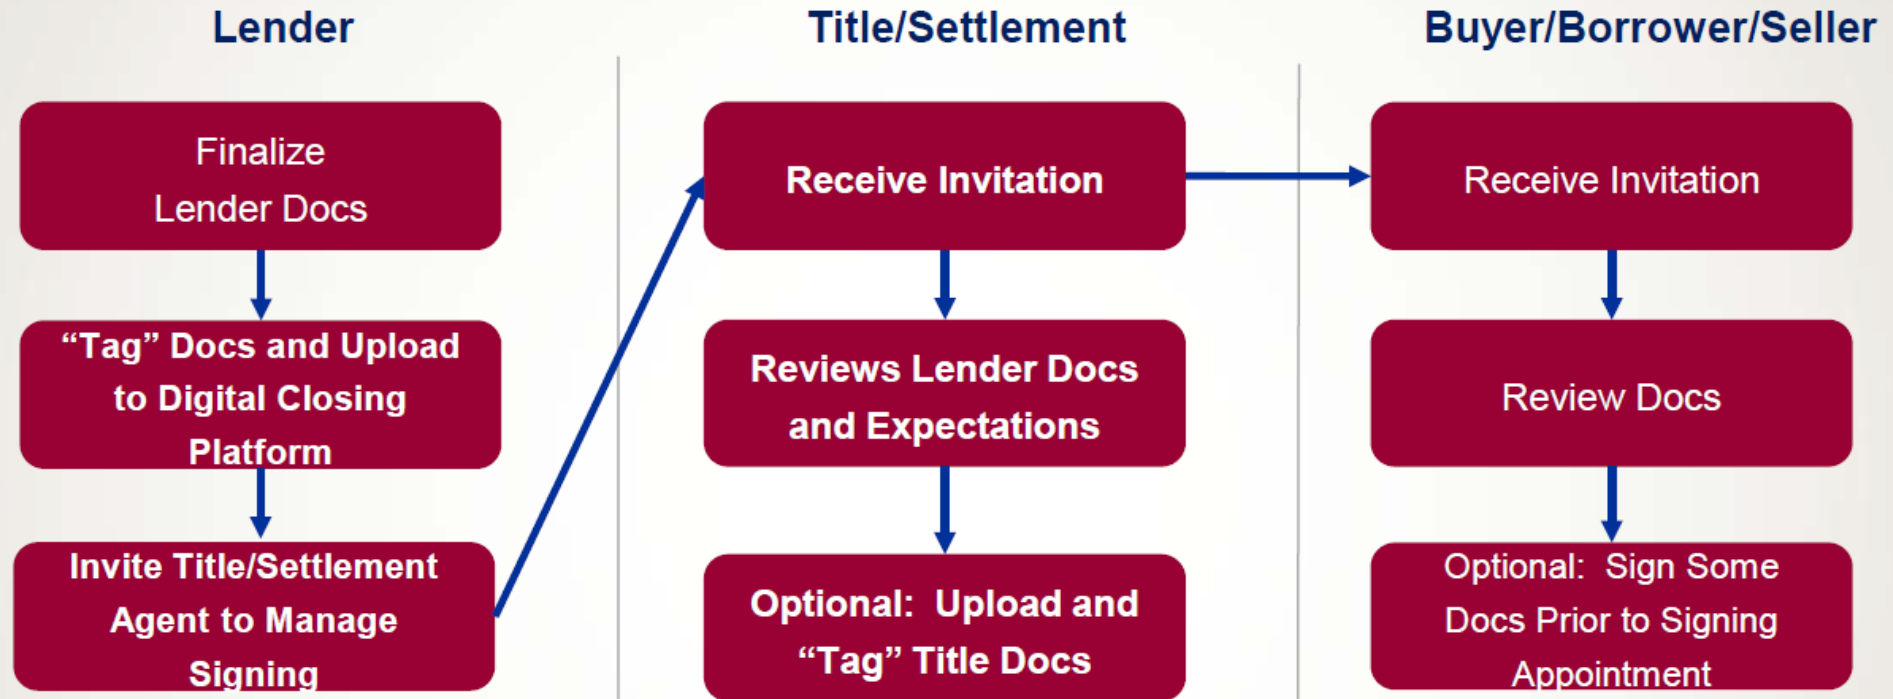 Lender
Finalize
Lender Docs
“Tag” Docs and Upload
to Digital Closing
Platform
Invite Title/Settlement
Agent to Manage
Signing
Title/Settlement
Receive Invitation
Reviews Lender Docs
and Expectations
Optional:  Upload and
“Tag” Title Docs
Buyer/Borrower/Seller
Receive Invitation
Review Docs
Optional:  Sign Some
Docs Prior to Signing
Appointment